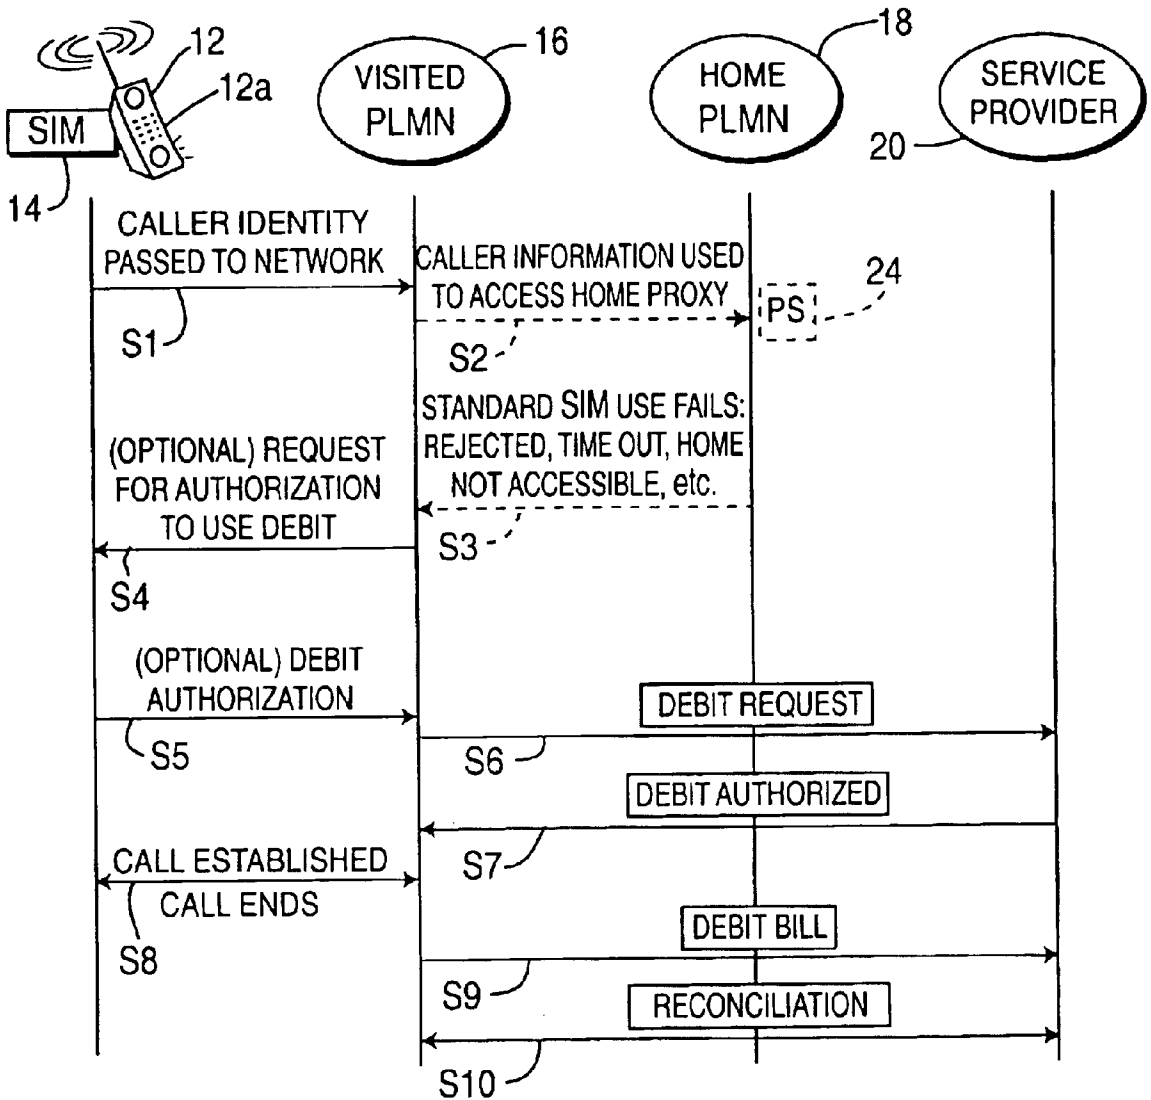 12
12a
SIM
14
VISITED
PLMN
16
HOME
PLMN
18
SERVICE
PROVIDER
20
CALLER IDENTITY
PASSED TO NETWORK
S1
CALLER INFORMATION USED
TO ACCESS HOME PROXY
S2
PS
24
STANDARD SIM USE FAILS:
REJECTED, TIME OUT, HOME
NOT ACCESSIBLE, etc.
S3
(OPTIONAL) REQUEST
FOR AUTHORIZATION
TO USE DEBIT
S4
(OPTIONAL) DEBIT
AUTHORIZATION
S5
DEBIT REQUEST
S6
DEBIT AUTHORIZED
S7
CALL ESTABLISHED
CALL ENDS
S8
DEBIT BILL
S9
RECONCILIATION
S10